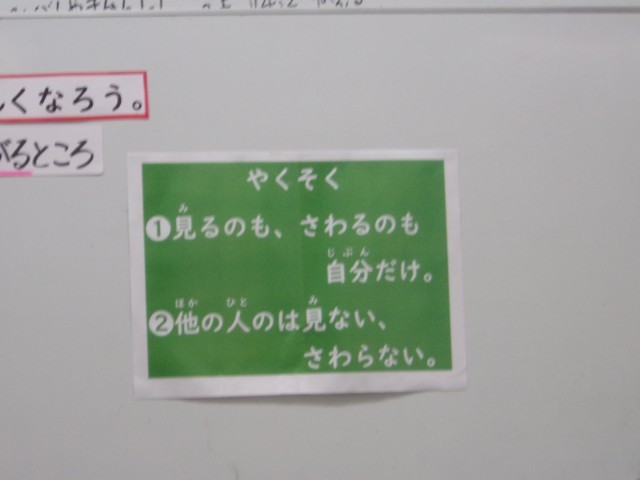 くなろう。
るところ
やくそく
❶見るのも、さわるのも
自分だけ。
❷他の人のは見ない、
さわらない。